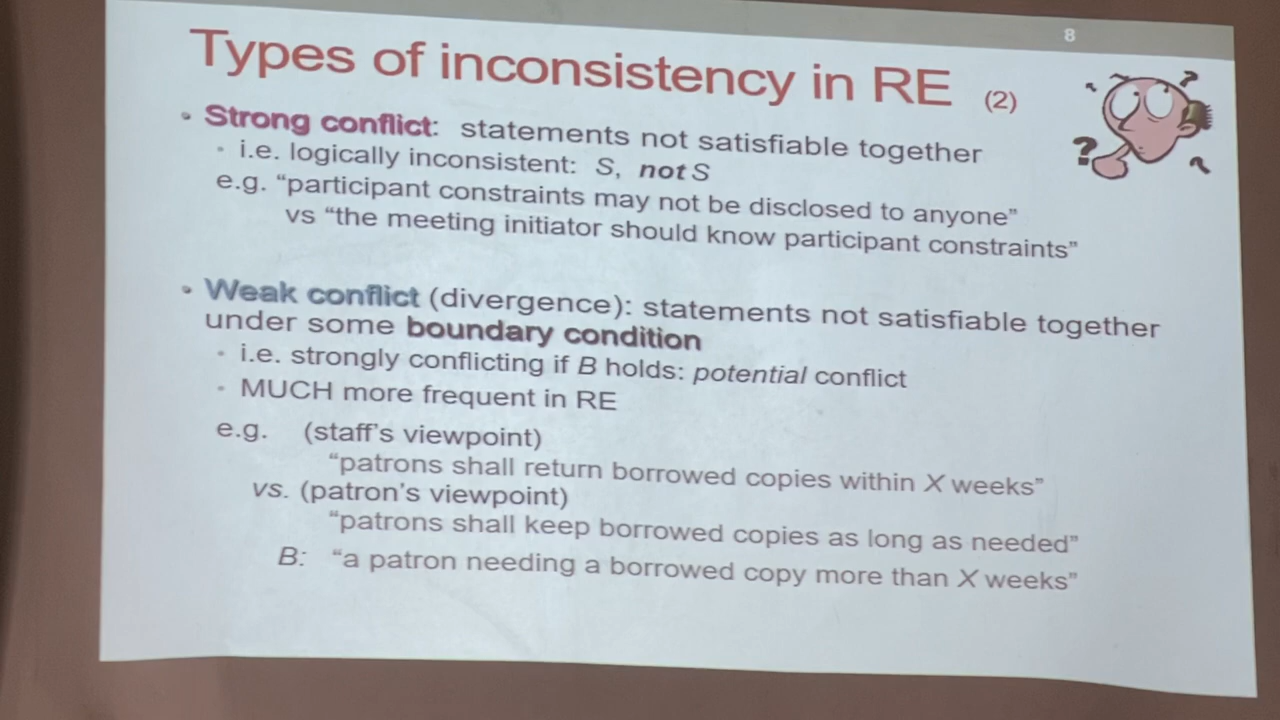 8
Types of inconsistency in RE (2)
• Strong conflict: statements not satisfiable together
• i.e. logically inconsistent: S, not S
e.g. “participant constraints may not be disclosed to anyone”
vs “the meeting initiator should know participant constraints”
• Weak conflict (divergence): statements not satisfiable together
under some boundary condition
• i.e. strongly conflicting if B holds: potential conflict
• MUCH more frequent in RE
e.g. (staff’s viewpoint)
“patrons shall return borrowed copies within X weeks”
vs. (patron’s viewpoint)
“patrons shall keep borrowed copies as long as needed”
B: “a patron needing a borrowed copy more than X weeks”
? ? ? ?